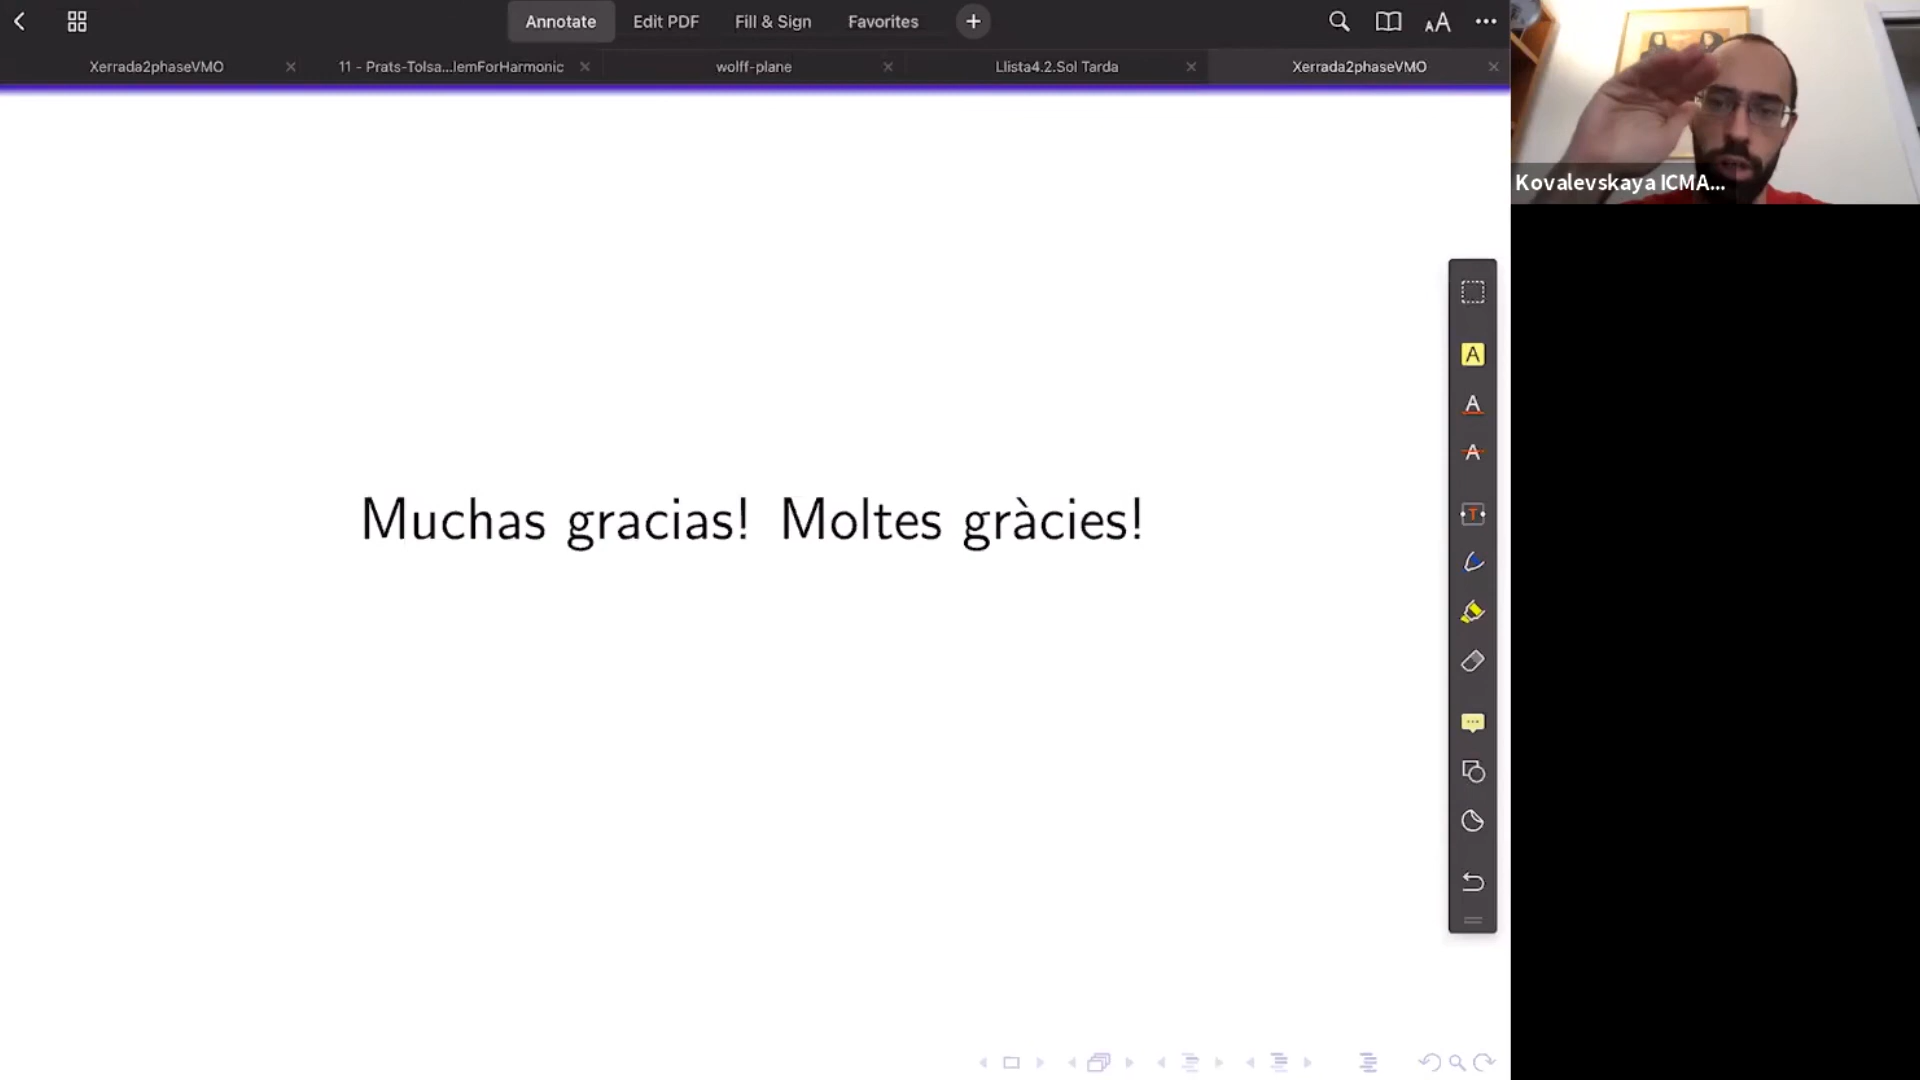 Annotate Edit PDF Fill & Sign Favorites
Xerrada2phaseVMO 11 - Prats-Tolsa...lemForHarmonic wolff-plane Llista4.2.Sol Tarda Xerrada2phaseVMO
Kovalevskaya ICMA...
Muchas gracias! Moltes gràcies!